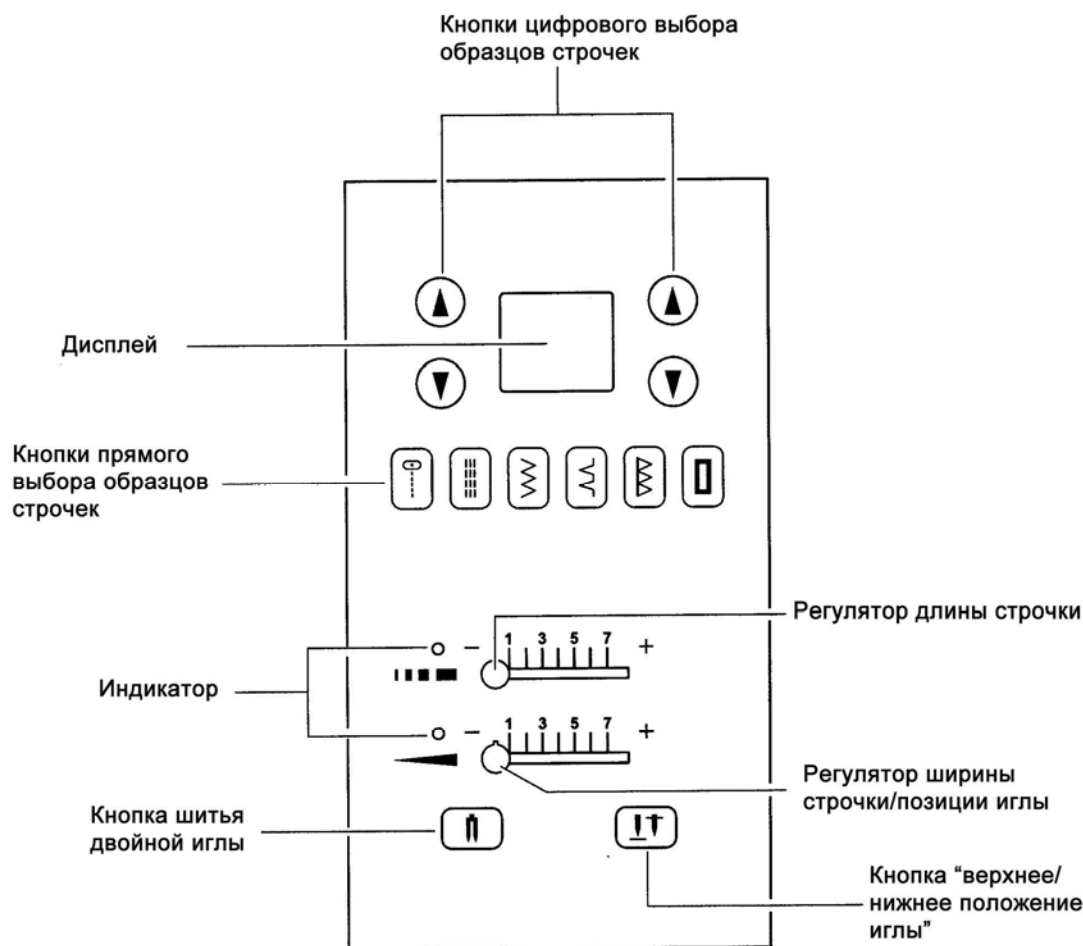 Кнопки цифрового выбора
образцов строчек
Дисплей
Кнопки прямого
выбора образцов
строчек
Регулятор длины строчки
− 1 3 5 7 +
Индикатор
− 1 3 5 7 +
Регулятор ширины
строчки/позиции иглы
Кнопка шитья
двойной иглы
Кнопка “верхнее/
нижнее положение
иглы”